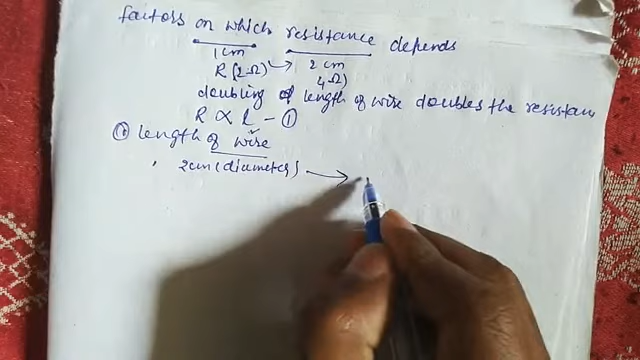 factors on which resistance depends
1 cm 2 cm
R(2Ω) → 4Ω)
doubling of length of wire doubles the resistan
R ∝ l - ①
length of wire
2cm (diameter) →